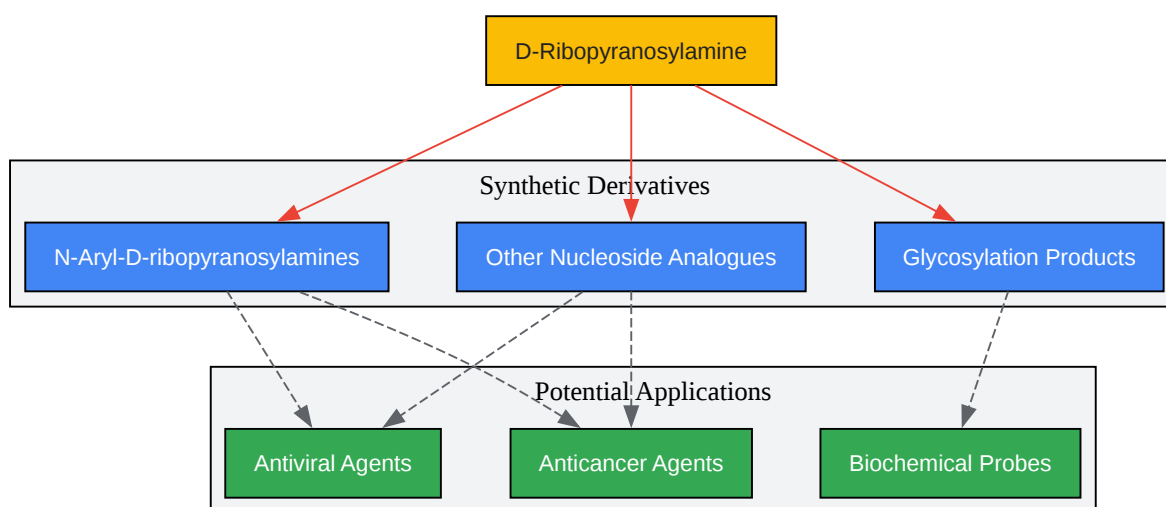 D-Ribopyranosylamine
Synthetic Derivatives
N-Aryl-D-ribopyranosylamines
Other Nucleoside Analogues
Glycosylation Products
Potential Applications
Antiviral Agents
Anticancer Agents
Biochemical Probes